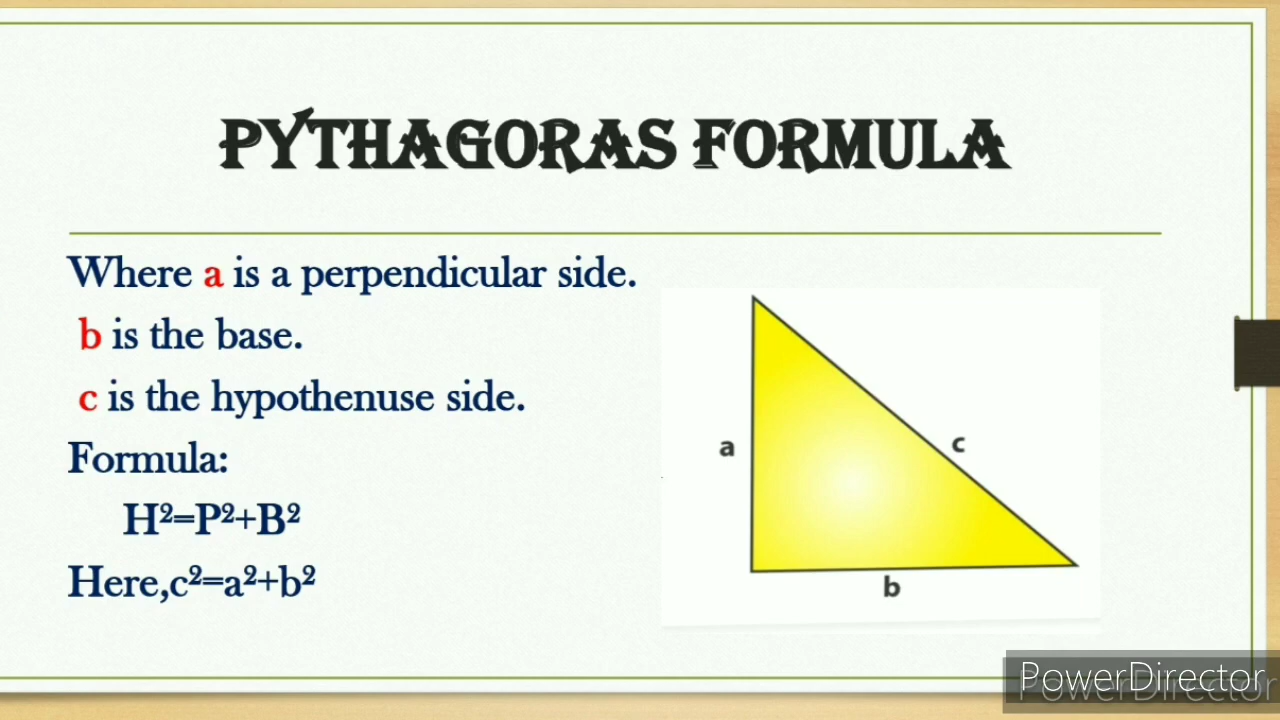 PYTHAGORAS FORMULA
Where a is a perpendicular side.
b is the base.
c is the hypothenuse side.
Formula:
H²=P²+B²
Here,c²=a²+b²
a
c
b
PowerDirector